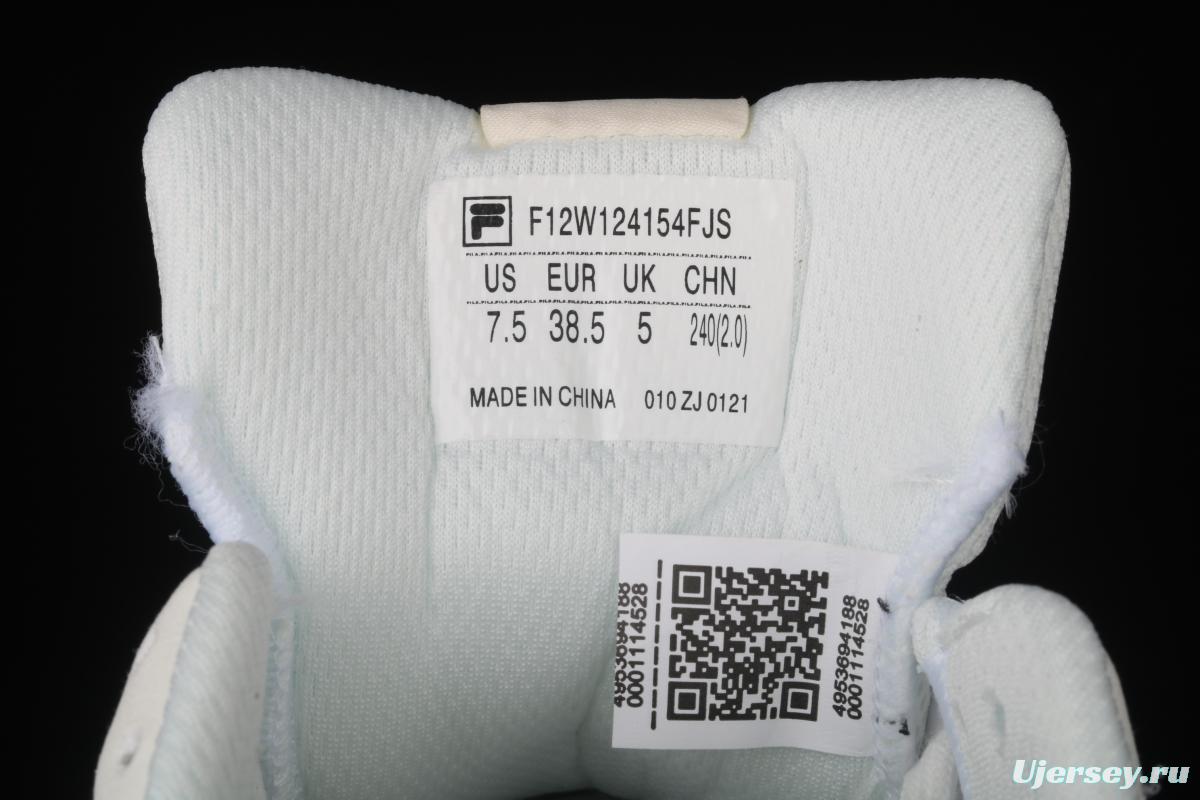 F12W124154FJS
US EUR UK CHN
7.5 38.5 5 240(2.0)
MADE IN CHINA 010 ZJ 0121
4953694188
0001114528
4953694188
0001114528
Ujersey.ru